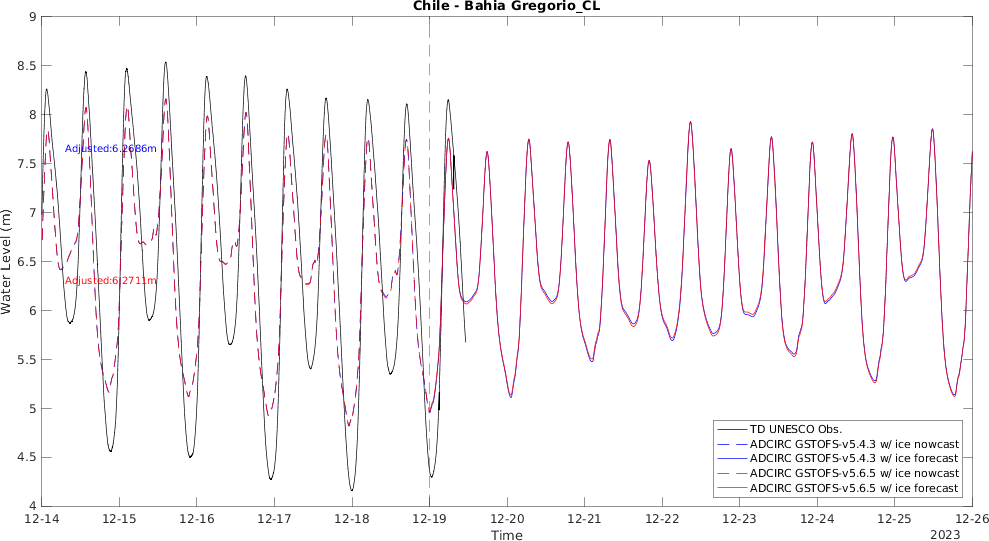 Chile - Bahia Gregorio_CL
9
8.5
8
7.5
7
6.5
6
5.5
5
4.5
4
Water Level (m)
Adjusted:6.2686m
Adjusted:6.2711m
TD UNESCO Obs.
ADCIRC GSTOFS-v5.4.3 w/ ice nowcast
ADCIRC GSTOFS-v5.4.3 w/ ice forecast
ADCIRC GSTOFS-v5.6.5 w/ ice nowcast
ADCIRC GSTOFS-v5.6.5 w/ ice forecast
12-14 12-15 12-16 12-17 12-18 12-19 12-20 12-21 12-22 12-23 12-24 12-25 12-26
Time
2023